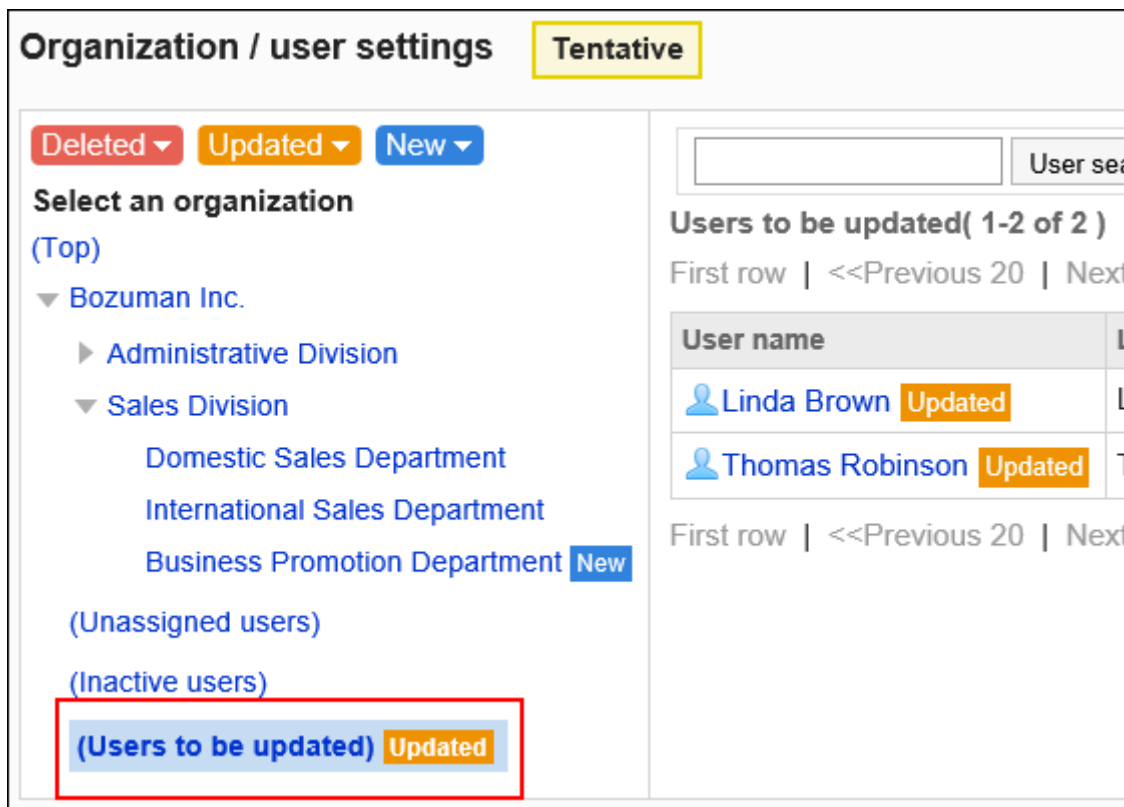 Organization / user settings Tentative
Deleted Updated New
Select an organization
(Top)
Bozuman Inc.
Administrative Division
Sales Division
Domestic Sales Department
International Sales Department
Business Promotion Department New
(Unassigned users)
(Inactive users)
(Users to be updated) Updated
User
Users to be updated( 1-2 of 2 )
First row | <<Previous 20 |
User name
Linda Brown Updated
Thomas Robinson Updated
First row | <<Previous 20 |